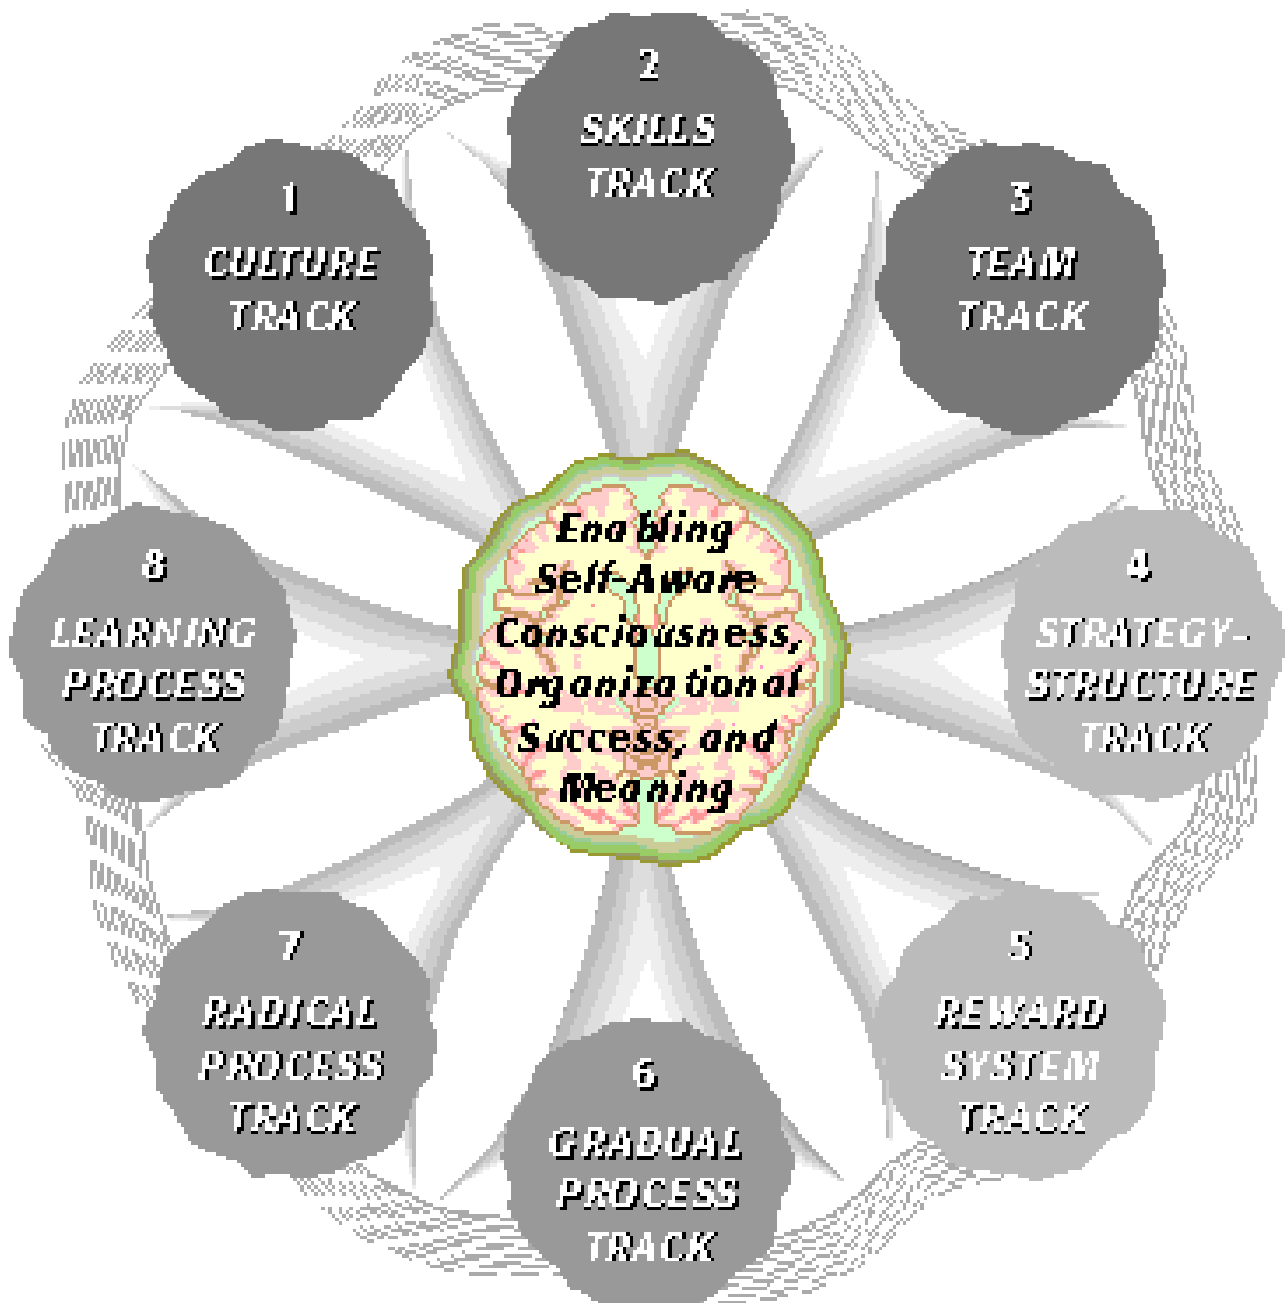 1
CULTURE
TRACK
2
SKILLS
TRACK
3
TEAM
TRACK
4
STRATEGY-
STRUCTURE
TRACK
5
REWARD
SYSTEM
TRACK
6
GRADUAL
PROCESS
TRACK
7
RADICAL
PROCESS
TRACK
8
LEARNING
PROCESS
TRACK
Enabling
Self-Aware
Consciousness,
Organizational
Success, and
Meaning